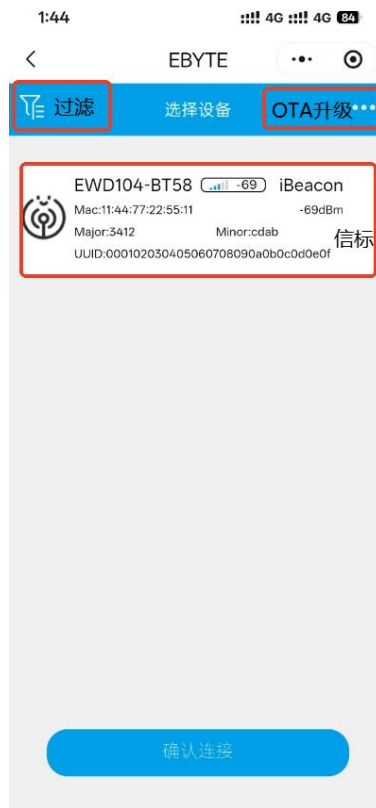 1:44 4G 4G 84
EBYTE
过滤 选择设备 OTA升级
EWD104-BT58 -69 iBeacon
Mac:11:44:77:22:55:11 -69dBm
Major:3412 Minor:cdab
信标
UUID:000102030405060708090a0b0c0d0e0f
确认连接